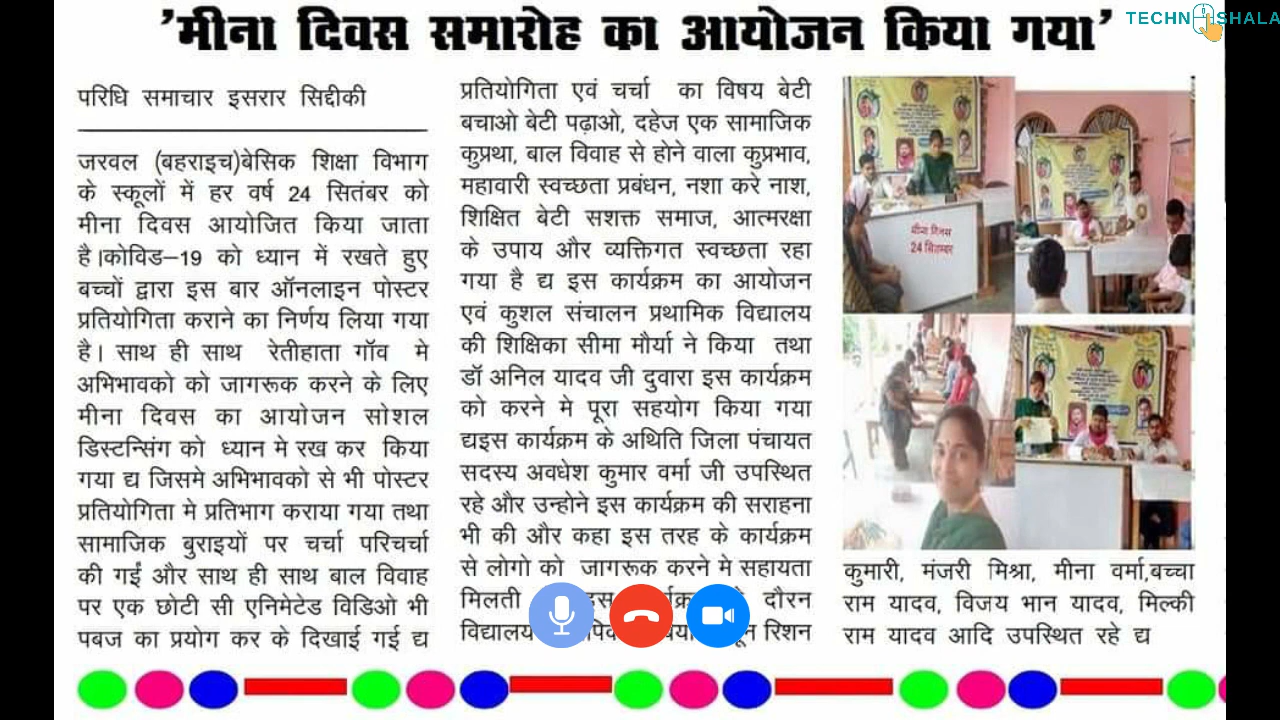 'मीना दिवस समारोह का आयोजन किया गया'
TECHNOSHALA
परिधि समाचार इसरार सिद्दीकी
जरवल (बहराइच)बेसिक शिक्षा विभाग
के स्कूलों में हर वर्ष 24 सितंबर को
मीना दिवस आयोजित किया जाता
है।कोविड–19 को ध्यान में रखते हुए
बच्चों द्वारा इस बार ऑनलाइन पोस्टर
प्रतियोगिता कराने का निर्णय लिया गया
है। साथ ही साथ रेतीहाता गॉव मे
अभिभावको को जागरूक करने के लिए
मीना दिवस का आयोजन सोशल
डिस्टन्सिंग को ध्यान मे रख कर किया
गया द्य जिसमे अभिभावको से भी पोस्टर
प्रतियोगिता मे प्रतिभाग कराया गया तथा
सामाजिक बुराइयों पर चर्चा परिचर्चा
की गईं और साथ ही साथ बाल विवाह
पर एक छोटी सी एनिमेटेड विडिओ भी
पबज का प्रयोग कर के दिखाई गई द्य
प्रतियोगिता एवं चर्चा का विषय बेटी
बचाओ बेटी पढ़ाओ, दहेज एक सामाजिक
कुप्रथा, बाल विवाह से होने वाला कुप्रभाव,
महावारी स्वच्छता प्रबंधन, नशा करे नाश,
शिक्षित बेटी सशक्त समाज, आत्मरक्षा
के उपाय और व्यक्तिगत स्वच्छता रहा
गया है द्य इस कार्यक्रम का आयोजन
एवं कुशल संचालन प्रथामिक विद्यालय
की शिक्षिका सीमा मौर्या ने किया तथा
डॉ अनिल यादव जी दुवारा इस कार्यक्रम
को करने मे पूरा सहयोग किया गया
द्यइस कार्यक्रम के अथिति जिला पंचायत
सदस्य अवधेश कुमार वर्मा जी उपस्थित
रहे और उन्होने इस कार्यक्रम की सराहना
भी की और कहा इस तरह के कार्यक्रम
से लोगो को जागरूक करने मे सहायता
मिलती दौरन
विद्यालय रिशन
मीना दिवस
24 सितम्बर
कुमारी, मंजरी मिश्रा, मीना वर्मा,बच्चा
राम यादव, विजय भान यादव, मिल्की
राम यादव आदि उपस्थित रहे द्य